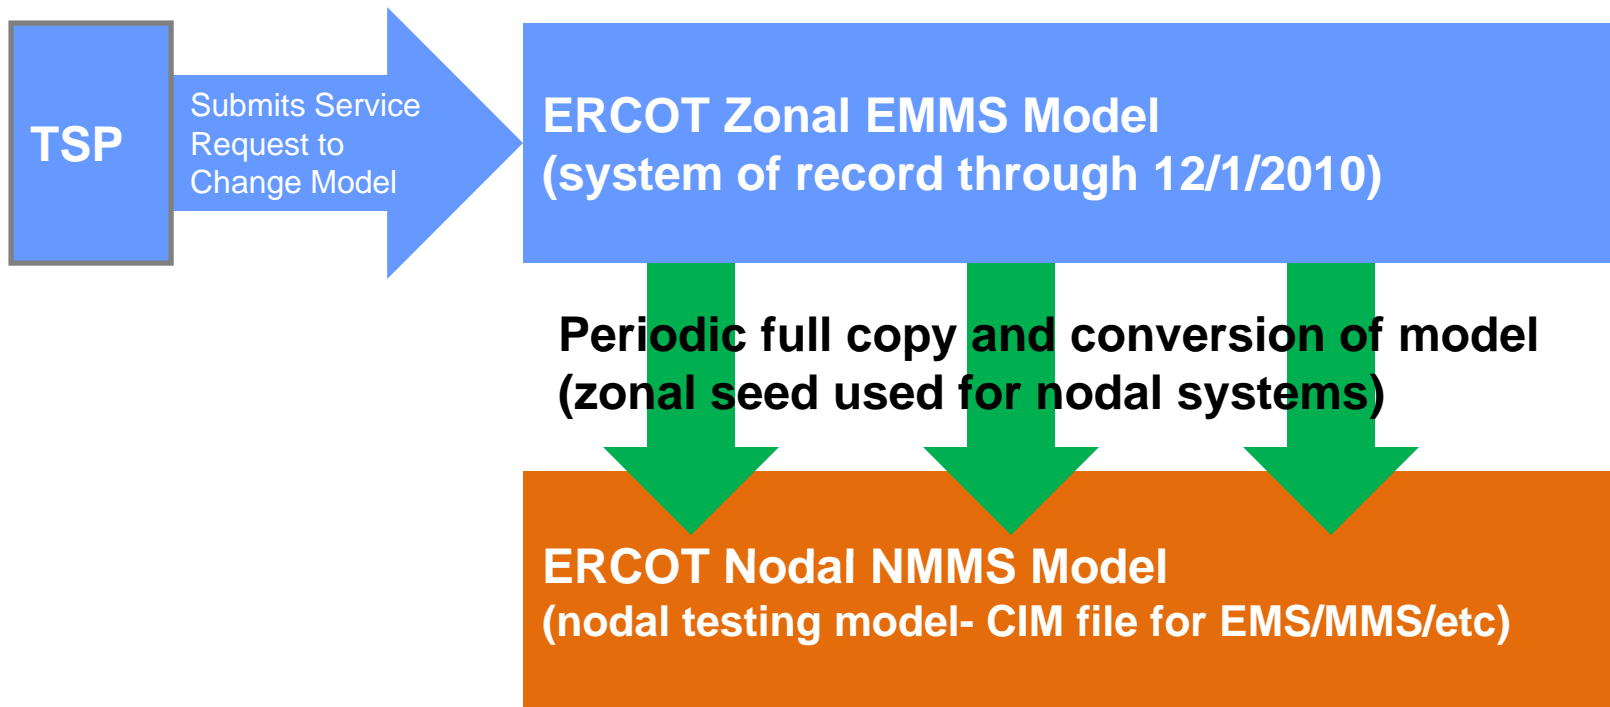 TSP
Submits Service
Request to
Change Model
ERCOT Zonal EMMS Model
(system of record through 12/1/2010)
Periodic full copy and conversion of model
(zonal seed used for nodal systems)
ERCOT Nodal NMMS Model
(nodal testing model- CIM file for EMS/MMS/etc)